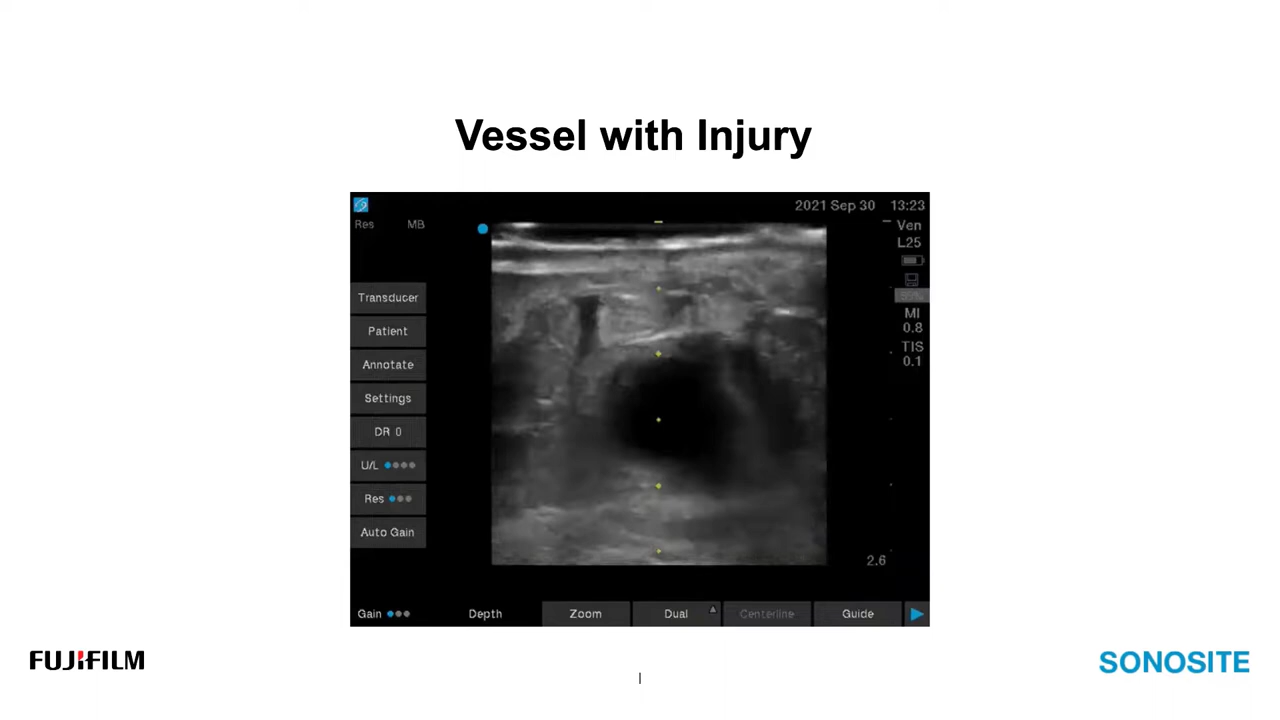 Vessel with Injury
2021 Sep 30 13:23
Res MB
Ven
L25
MI
0.8
TIS
0.1
Transducer
Patient
Annotate
Settings
DR 0
U/L
Res
Auto Gain
2.6
Gain Depth Zoom Dual Centerline Guide
FUJIFILM
SONOSITE